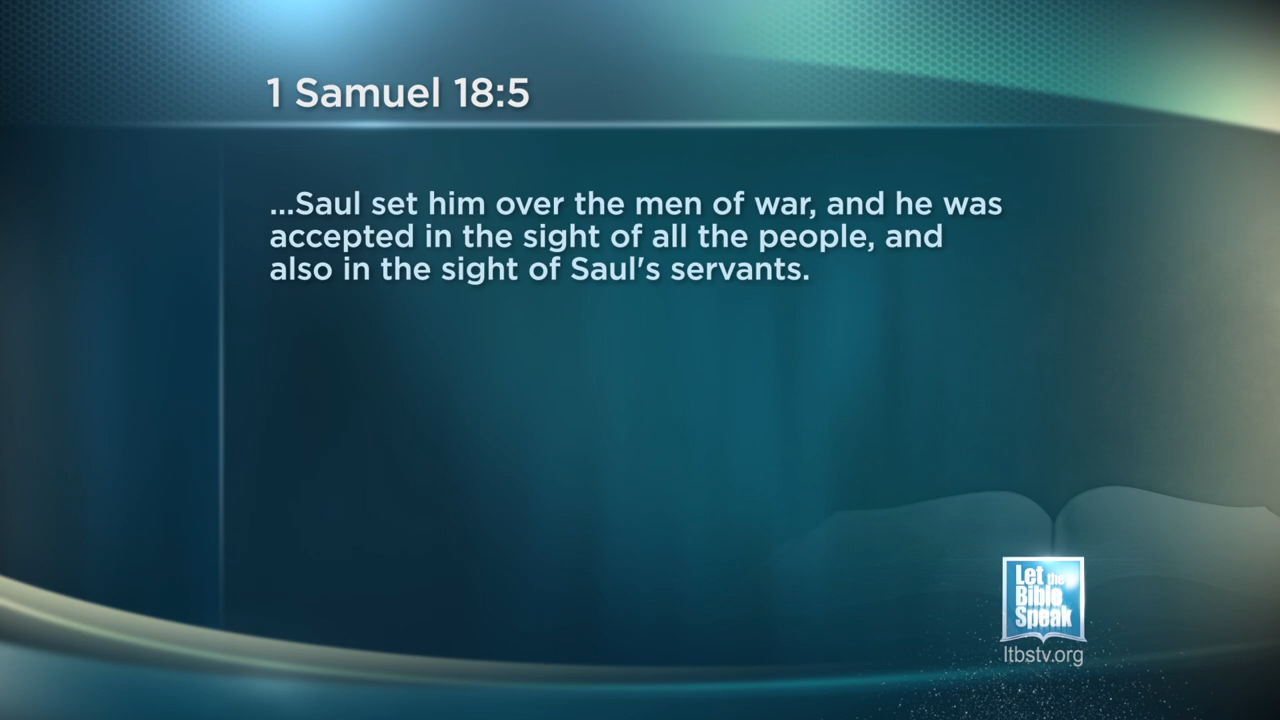 1 Samuel 18:5
...Saul set him over the men of war, and he was
accepted in the sight of all the people, and
also in the sight of Saul's servants.
Let the
Bible
Speak
ltbstv.org